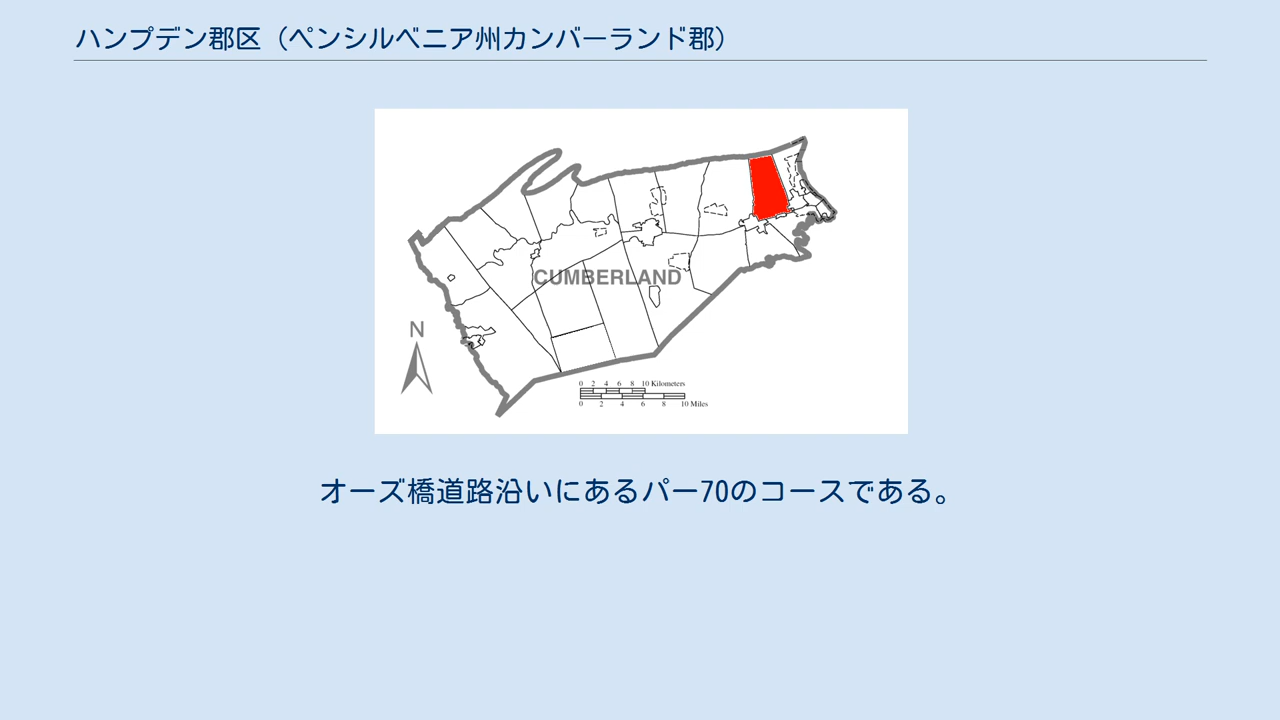 ハンプデン郡区（ペンシルベニア州カンバーランド郡）
CUMBERLAND
N
0 2 4 6 8 10 Kilometers
0 2 4 6 8 10 Miles
オーズ橋道路沿いにあるパー70のコースである。